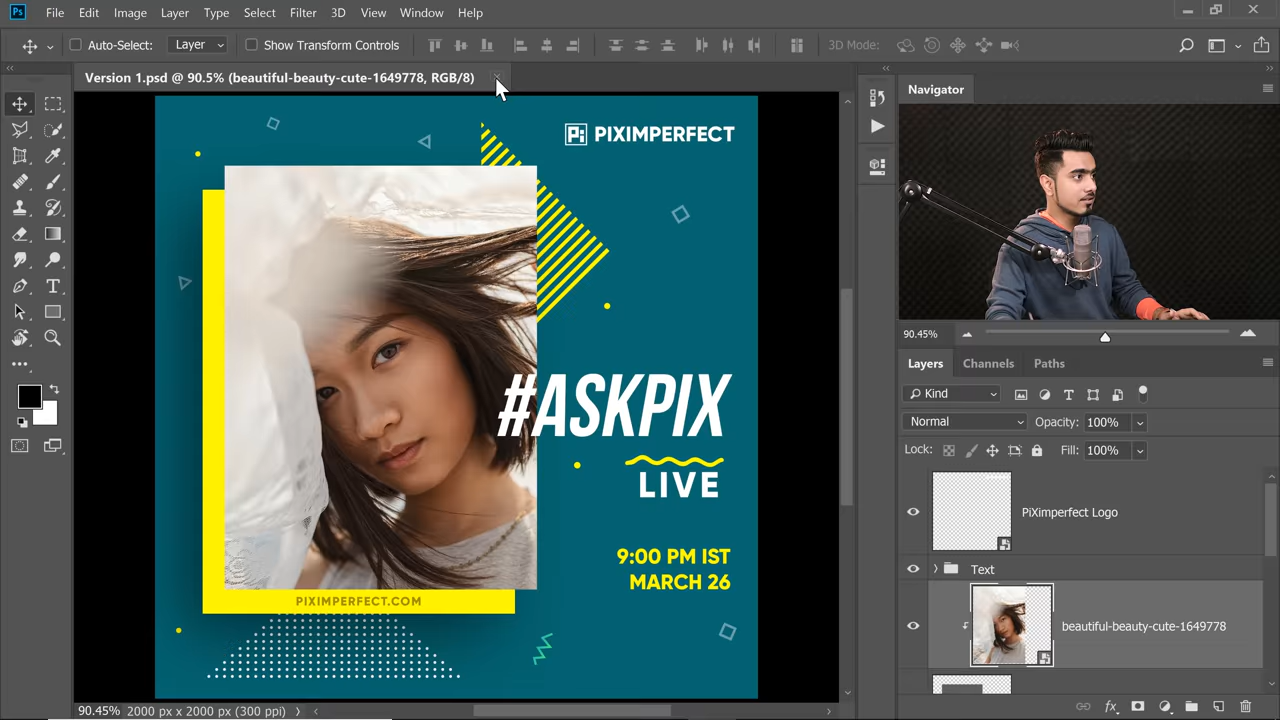 Ps File Edit Image Layer Type Select Filter 3D View Window Help
Auto-Select: Layer Show Transform Controls 3D Mode:
Version 1.psd @ 90.5% (beautiful-beauty-cute-1649778, RGB/8)
Pi PIXIMPERFECT
#ASKPIX
LIVE
9:00 PM IST
MARCH 26
PIXIMPERFECT.COM
90.45% 2000 px x 2000 px (300 ppi)
Navigator
90.45%
Layers Channels Paths
Kind
Normal Opacity: 100%
Lock: Fill: 100%
PiXimperfect Logo
Text
beautiful-beauty-cute-1649778
fx